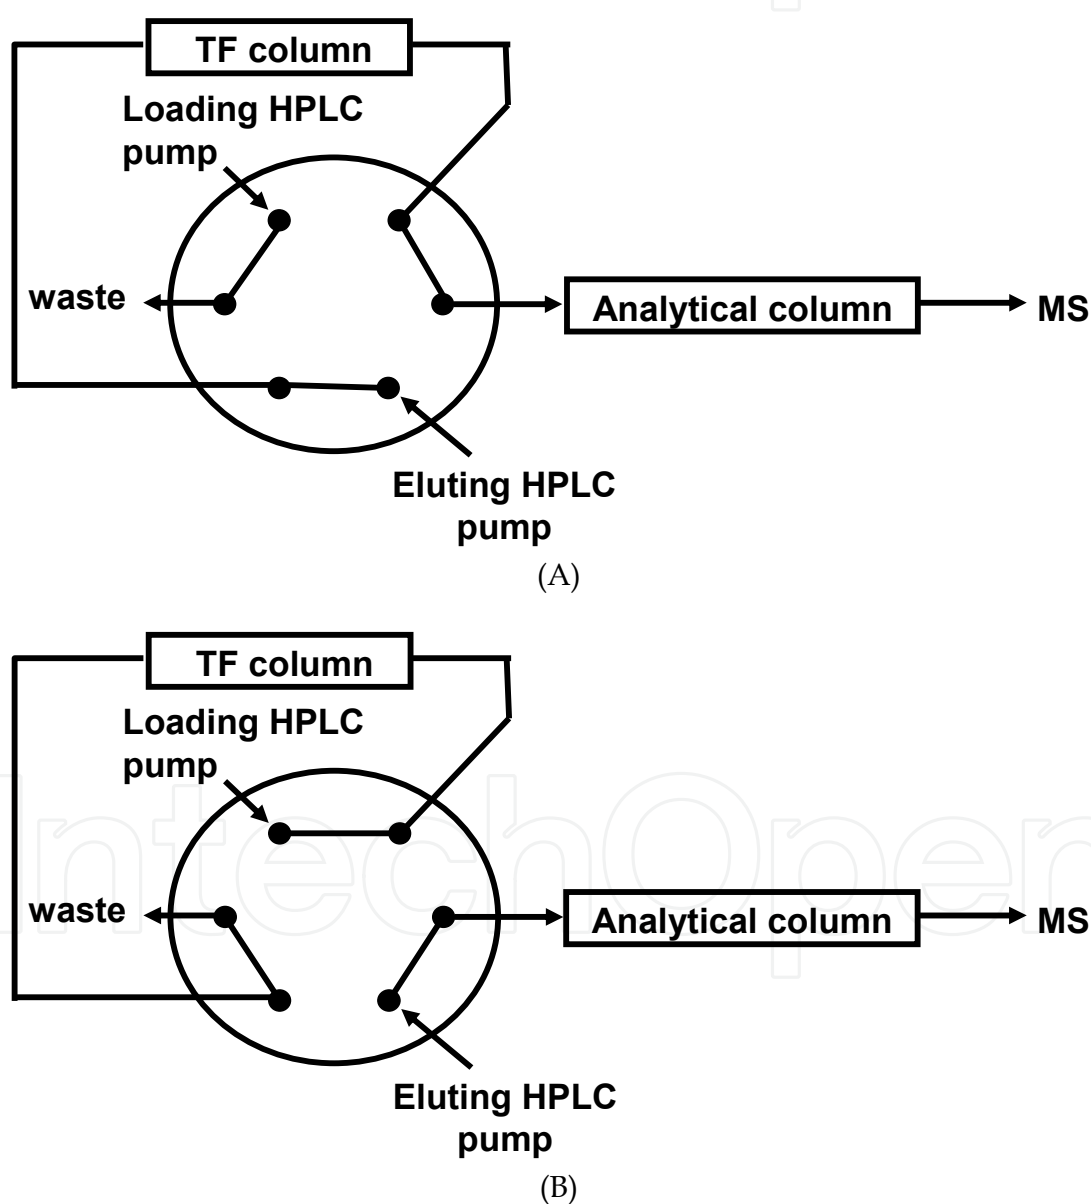 TF column
Loading HPLC
pump
waste
Analytical column
MS
Eluting HPLC
pump
(A)
TF column
Loading HPLC
pump
IntechOpen
waste
Analytical column
MS
Eluting HPLC
pump
(B)